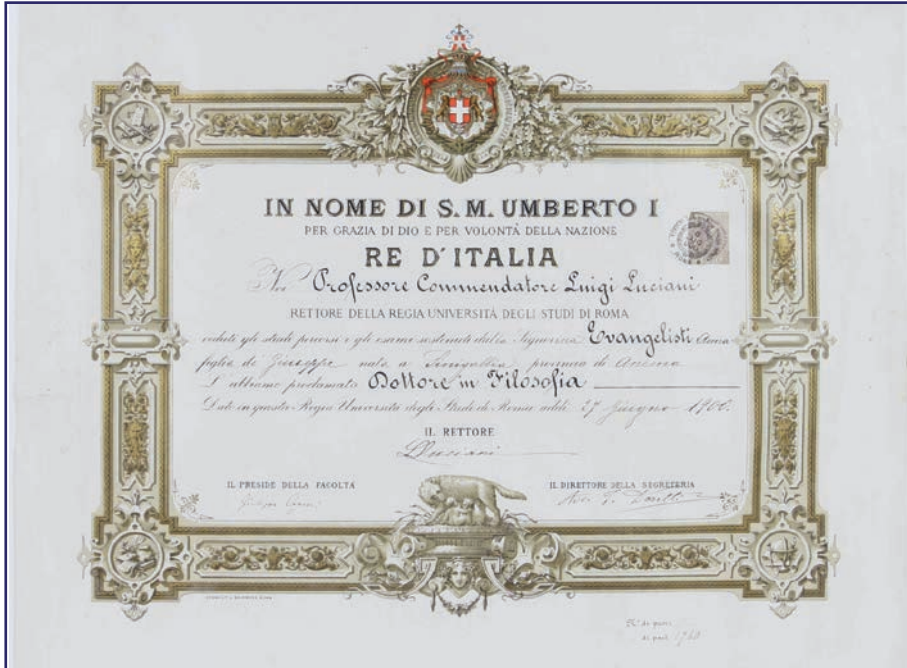 IN NOME DI S. M. UMBERTO I
PER GRAZIA DI DIO E PER VOLONTÀ DELLA NAZIONE
RE D'ITALIA
Noi Professore Commendatore Luigi Luciani
RETTORE DELLA REGIA UNIVERSITÀ DEGLI STUDI DI ROMA
veduti gli studi percorsi e gli esami sostenuti dalla Signorina Evangelisti Anna
figlia di Giuseppe nata a Sinigallia provincia di Ancona
L'abbiamo proclamato Dottore in Filosofia
Dato in questa Regia Università degli Studi di Roma addì 27 giugno 1900.
IL RETTORE
L Luciani
IL PRESIDE DELLA FACOLTÀ
IL DIRETTORE DELLA SEGRETERIA